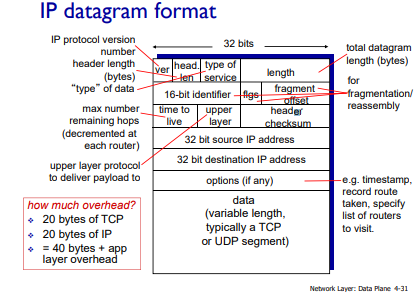 IP datagram format
IP protocol version
number
header length
(bytes)
“type” of data
max number
remaining hops
(decremented at
each router)
upper layer protocol
to deliver payload to
how much overhead?
20 bytes of TCP
20 bytes of IP
= 40 bytes + app
layer overhead
32 bits
ver
head.
len
type of
service
length
16-bit identifier
flgs
fragment
offset
time to
live
upper
layer
header
checksum
32 bit source IP address
32 bit destination IP address
options (if any)
data
(variable length,
typically a TCP
or UDP segment)
total datagram
length (bytes)
for
fragmentation/
reassembly
e.g. timestamp,
record route
taken, specify
list of routers
to visit.
Network Layer: Data Plane 4-31